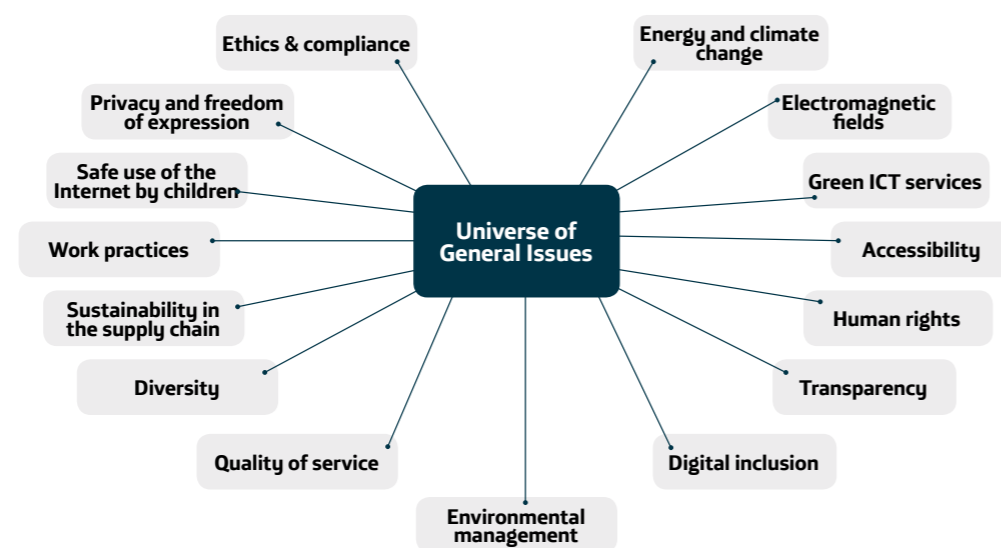 Ethics & compliance
Energy and climate
change
Privacy and freedom
of expression
Electromagnetic
fields
Safe use of the
Internet by children
Green ICT services
Universe of
General Issues
Work practices
Accessibility
Sustainability in
the supply chain
Human rights
Diversity
Transparency
Quality of service
Digital inclusion
Environmental
management